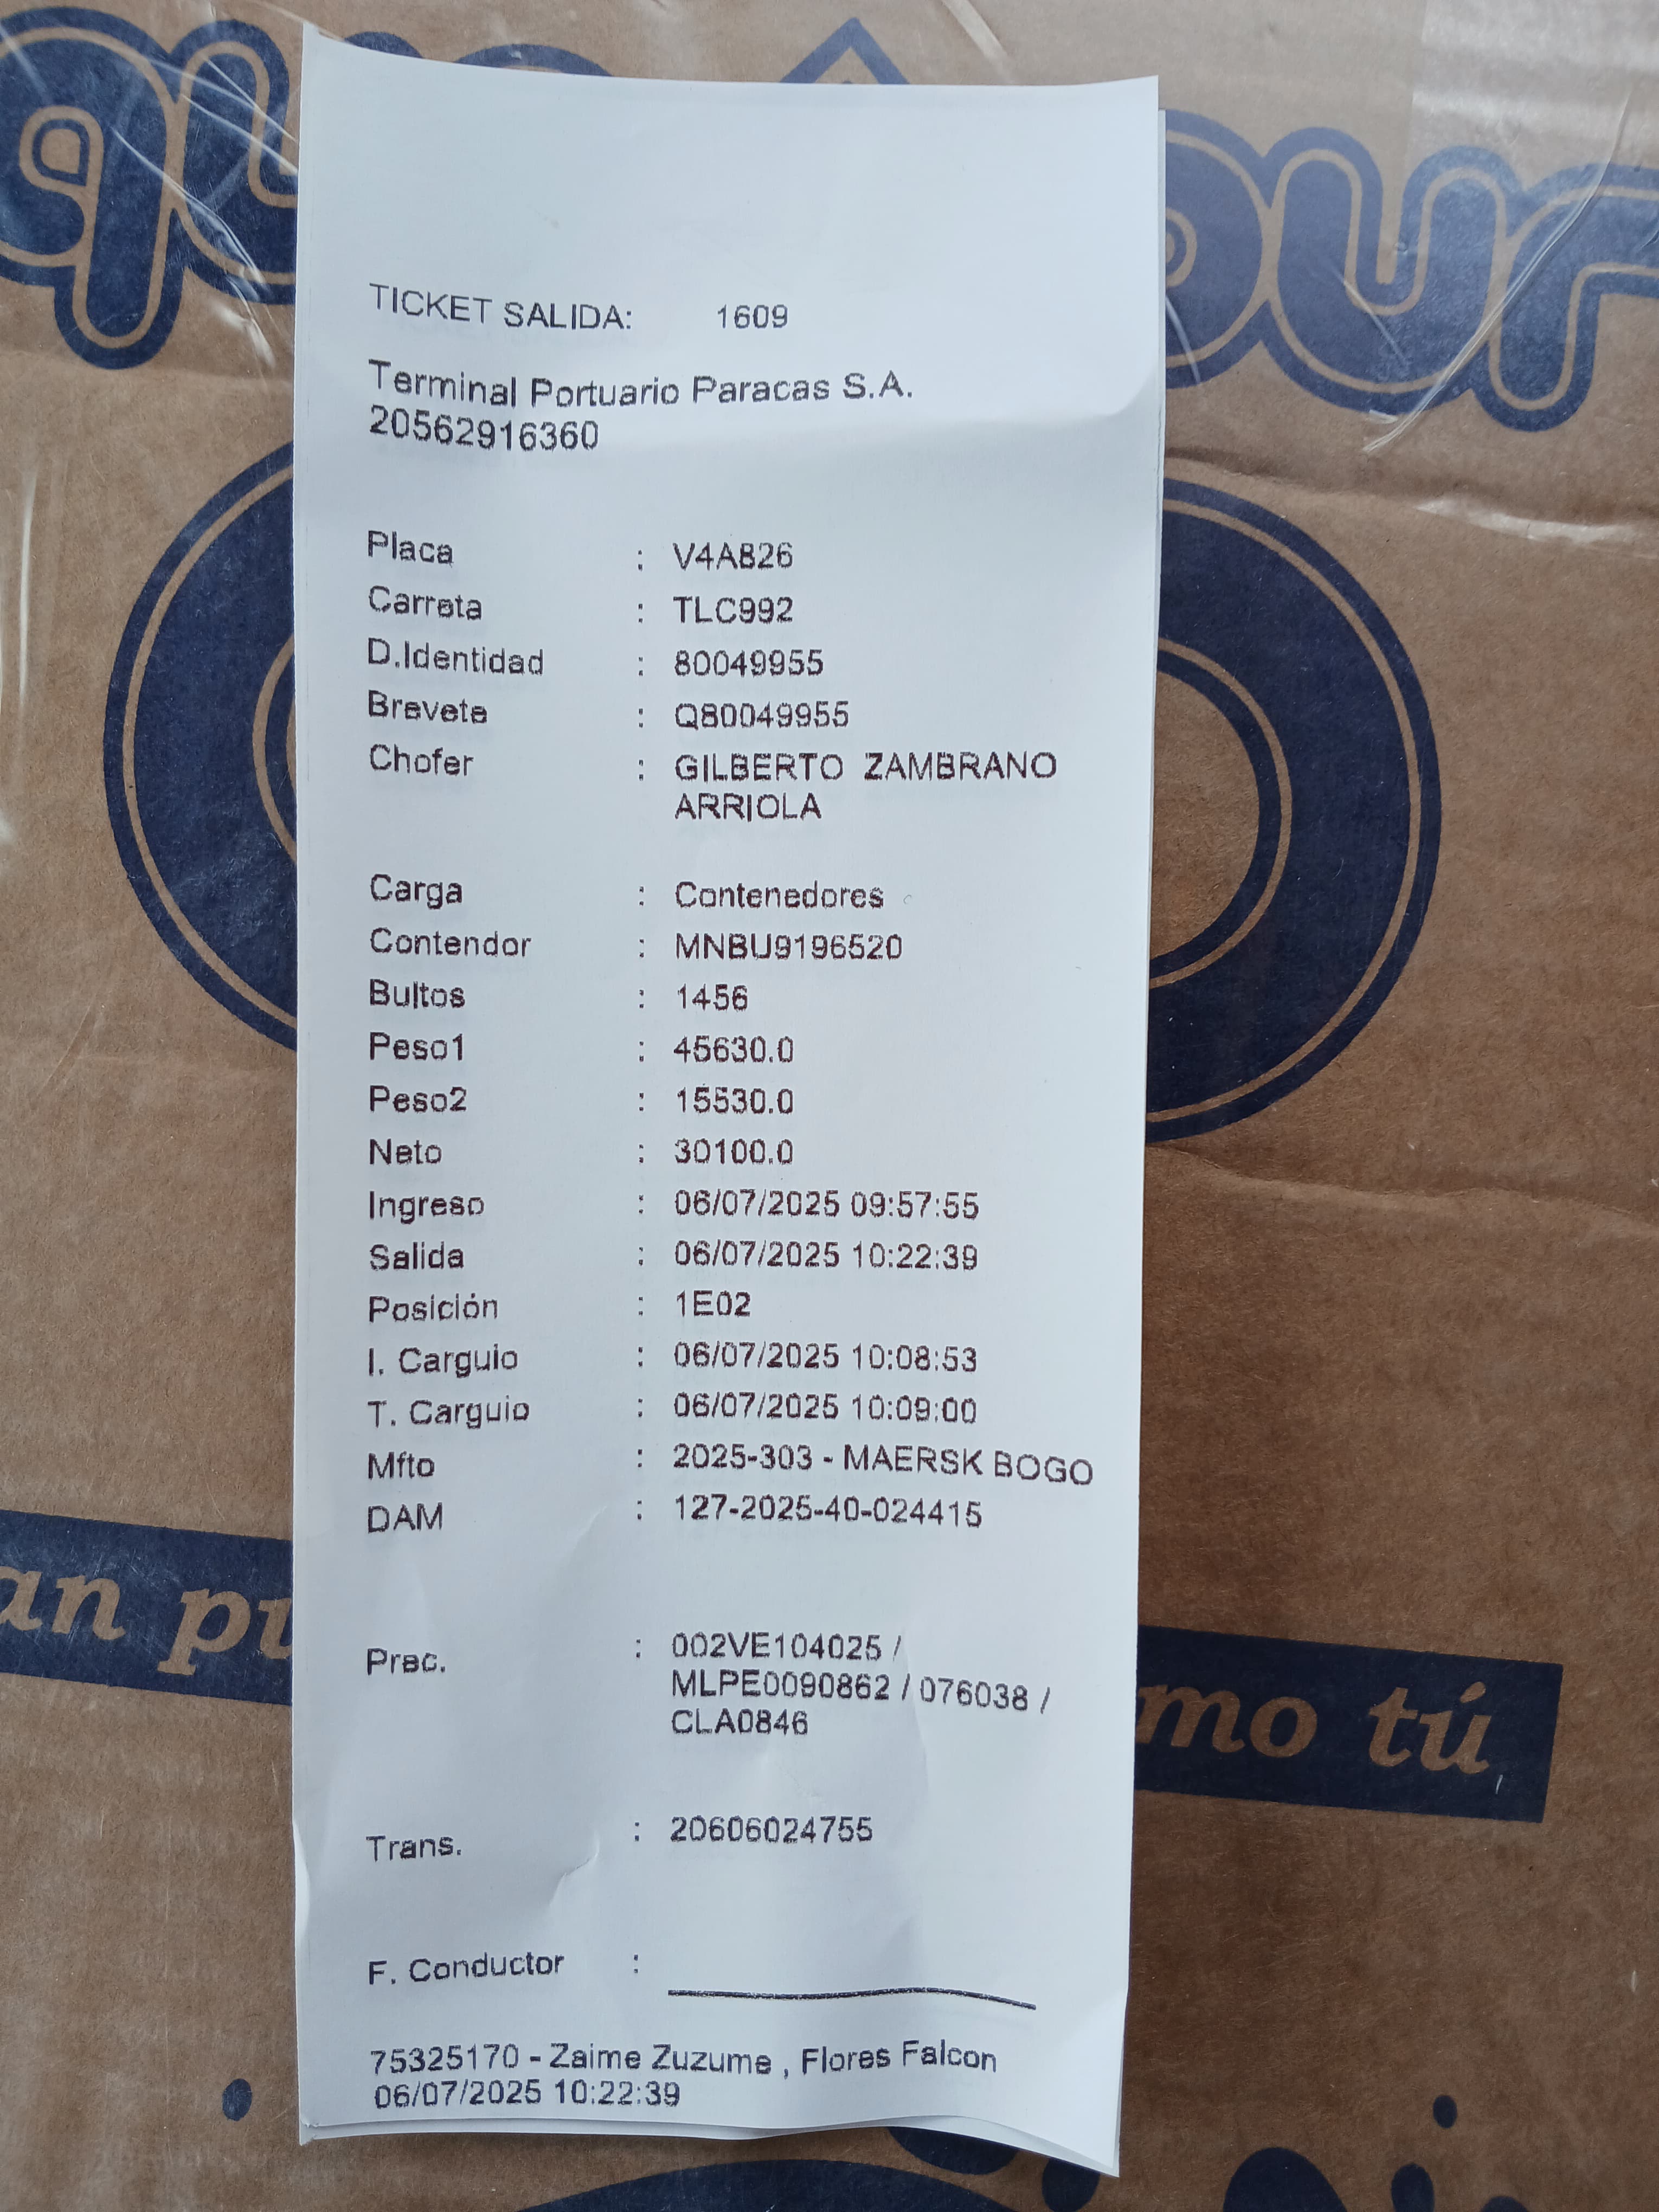 TICKET SALIDA: 1609
Terminal Portuario Paracas S.A.
20562916360
Placa : V4A826
Carreta : TLC992
D.Identidad : 80049955
Brevete : Q80049955
Chofer : GILBERTO ZAMBRANO
ARRIOLA
Carga : Contenedores
Contendor : MNBU9196520
Bultos : 1456
Peso1 : 45630.0
Peso2 : 15530.0
Neto : 30100.0
Ingreso : 06/07/2025 09:57:55
Salida : 06/07/2025 10:22:39
Posición : 1E02
I. Carguio : 06/07/2025 10:08:53
T. Carguio : 06/07/2025 10:09:00
Mfto : 2025-303 - MAERSK BOGO
DAM : 127-2025-40-024415
Prec. : 002VE104025 /
MLPE0090862 / 076038 /
CLA0846
Trans. : 20606024755
F. Conductor :
75325170 - Zaime Zuzume , Flores Falcon
06/07/2025 10:22:39
tú